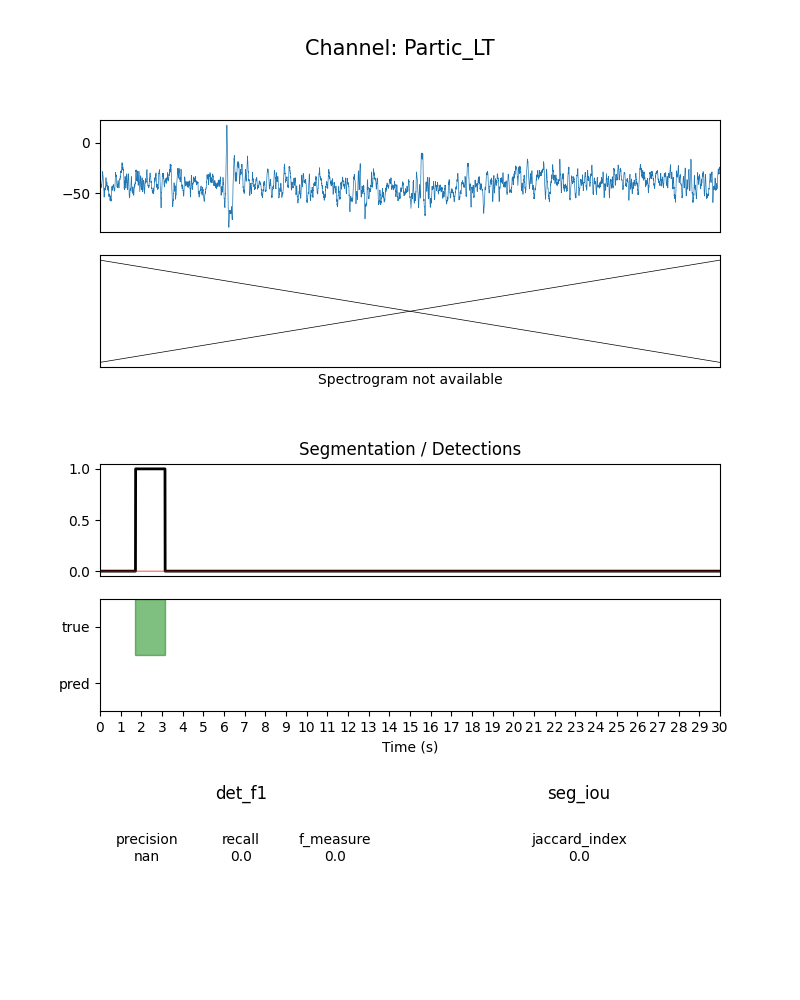 Channel: Partic_LT
0
−50
Spectrogram not available
Segmentation / Detections
1.0
0.5
0.0
true
pred
0 1 2 3 4 5 6 7 8 9 10 11 12 13 14 15 16 17 18 19 20 21 22 23 24 25 26 27 28 29 30
Time (s)
det_f1 seg_iou
precision recall f_measure jaccard_index
nan 0.0 0.0 0.0